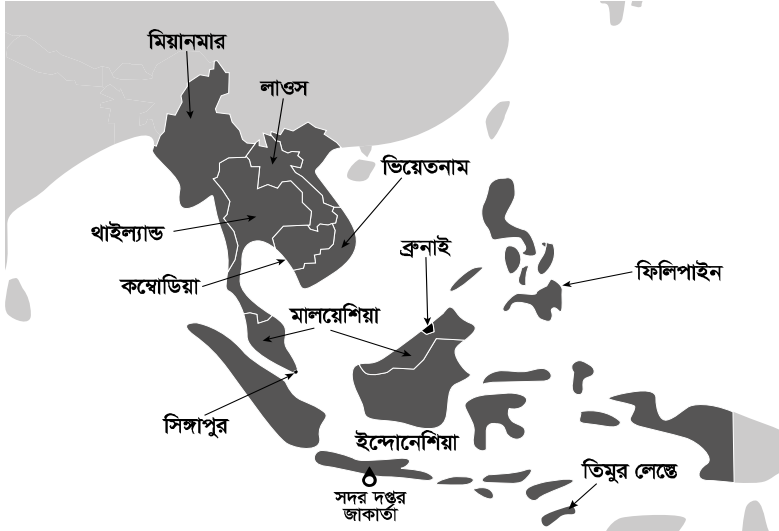 মিয়ানমার
লাওস
ভিয়েতনাম
থাইল্যান্ড
ব্রুনাই
ফিলিপাইন
কম্বোডিয়া
মালয়েশিয়া
সিঙ্গাপুর
ইন্দোনেশিয়া
তিমুর লেস্তে
সদর দপ্তর
জাকার্তা